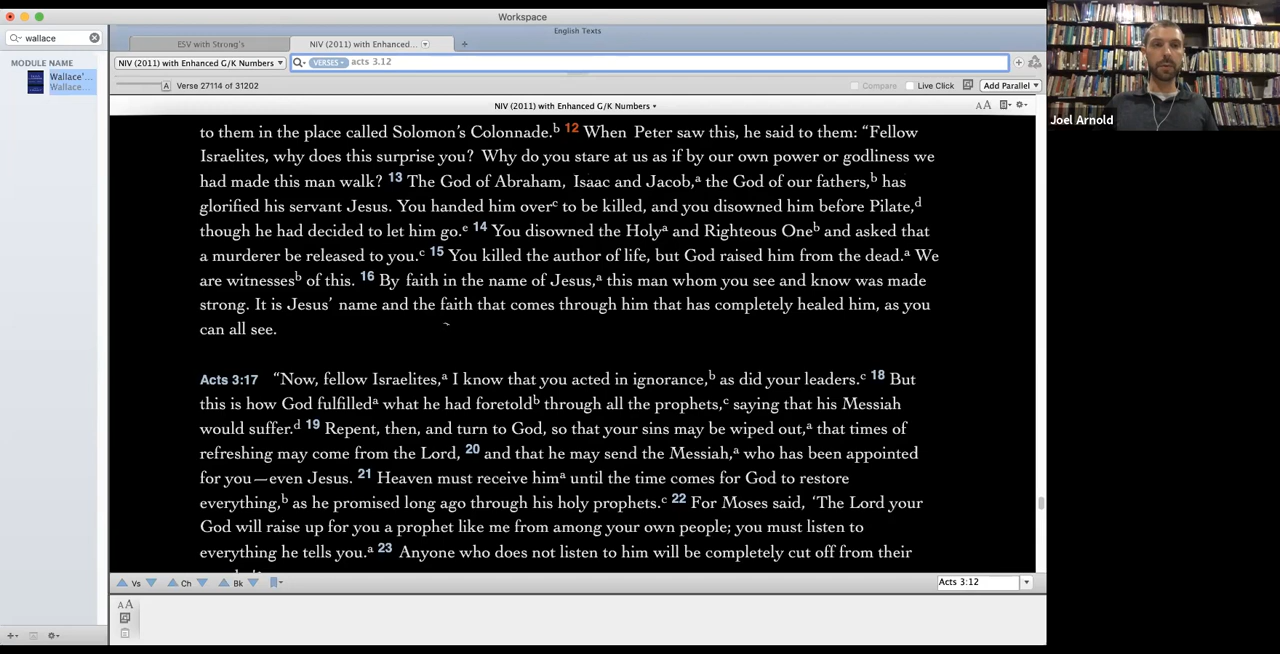 Workspace
English Texts
wallace
ESV with Strong's
NIV (2011) with Enhanced...
+
MODULE NAME
NIV (2011) with Enhanced G/K Numbers
VERSES
acts 3.12
Wallace'...
Wallace...
A Verse 27114 of 31202
Compare
Live Click
Add Parallel
NIV (2011) with Enhanced G/K Numbers
AA
to them in the place called Solomon's Colonnade.b 12 When Peter saw this, he said to them: “Fellow
Israelites, why does this surprise you? Why do you stare at us as if by our own power or godliness we
had made this man walk? 13 The God of Abraham, Isaac and Jacob,a the God of our fathers,b has
glorified his servant Jesus. You handed him overc to be killed, and you disowned him before Pilate,d
though he had decided to let him go.e 14 You disowned the Holya and Righteous Oneb and asked that
a murderer be released to you.c 15 You killed the author of life, but God raised him from the dead.a We
are witnessesb of this. 16 By faith in the name of Jesus,a this man whom you see and know was made
strong. It is Jesus’ name and the faith that comes through him that has completely healed him, as you
can all see.
Acts 3:17 “Now, fellow Israelites,a I know that you acted in ignorance,b as did your leaders.c 18 But
this is how God fulfilleda what he had foretoldb through all the prophets,c saying that his Messiah
would suffer.d 19 Repent, then, and turn to God, so that your sins may be wiped out,a that times of
refreshing may come from the Lord, 20 and that he may send the Messiah,a who has been appointed
for you—even Jesus. 21 Heaven must receive hima until the time comes for God to restore
everything,b as he promised long ago through his holy prophets.c 22 For Moses said, ‘The Lord your
God will raise up for you a prophet like me from among your own people; you must listen to
everything he tells you.a 23 Anyone who does not listen to him will be completely cut off from their
Vs
Ch
Bk
Acts 3:12
AA
Joel Arnold